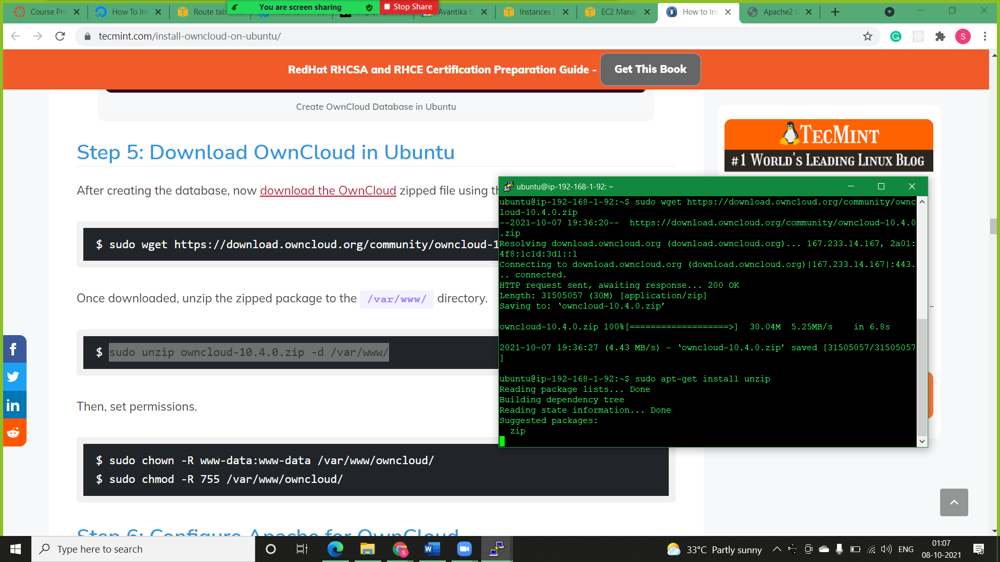 Course Pro
How To Ins
Route tab
You are screen sharing
Stop Share
Avantika U
Instances |
EC2 Manag
How to Ins
Apache2 U
tecmint.com/install-owncloud-on-ubuntu/
S
RedHat RHCSA and RHCE Certification Preparation Guide -
Get This Book
Create OwnCloud Database in Ubuntu
Step 5: Download OwnCloud in Ubuntu
After creating the database, now download the OwnCloud zipped file using th
$ sudo wget https://download.owncloud.org/community/owncloud-1
Once downloaded, unzip the zipped package to the /var/www/ directory.
$ sudo unzip owncloud-10.4.0.zip -d /var/www/
Then, set permissions.
$ sudo chown -R www-data:www-data /var/www/owncloud/
$ sudo chmod -R 755 /var/www/owncloud/
Step 6: Configure Apache for OwnCloud
TECMINT
#1 WORLD'S LEADING LINUX BLOG
ubuntu@ip-192-168-1-92: ~
ubuntu@ip-192-168-1-92:~$ sudo wget https://download.owncloud.org/community/ownc
loud-10.4.0.zip
--2021-10-07 19:36:20--  https://download.owncloud.org/community/owncloud-10.4.0
.zip
Resolving download.owncloud.org (download.owncloud.org)... 167.233.14.167, 2a01:
4f8:1c1d:3d1::1
Connecting to download.owncloud.org (download.owncloud.org)|167.233.14.167|:443.
.. connected.
HTTP request sent, awaiting response... 200 OK
Length: 31505057 (30M) [application/zip]
Saving to: ‘owncloud-10.4.0.zip’
owncloud-10.4.0.zip 100%[===================>]  30.04M  5.25MB/s    in 6.8s
2021-10-07 19:36:27 (4.43 MB/s) - ‘owncloud-10.4.0.zip’ saved [31505057/31505057
]
ubuntu@ip-192-168-1-92:~$ sudo apt-get install unzip
Reading package lists... Done
Building dependency tree
Reading state information... Done
Suggested packages:
  zip
Type here to search
33°C Partly sunny
ENG
01:07
08-10-2021